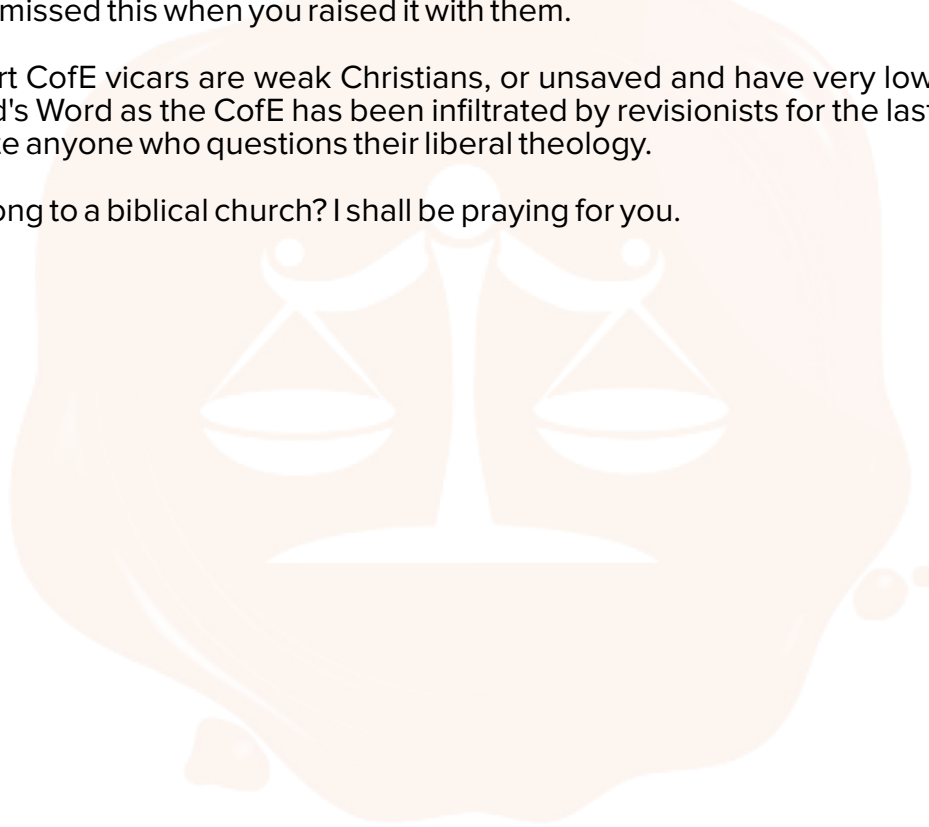 missed this when you raised it with them.
rt CofE vicars are weak Christians, or unsaved and have very low
d's Word as the CofE has been infiltrated by revisionists for the last
te anyone who questions their liberal theology.
ong to a biblical church? I shall be praying for you.